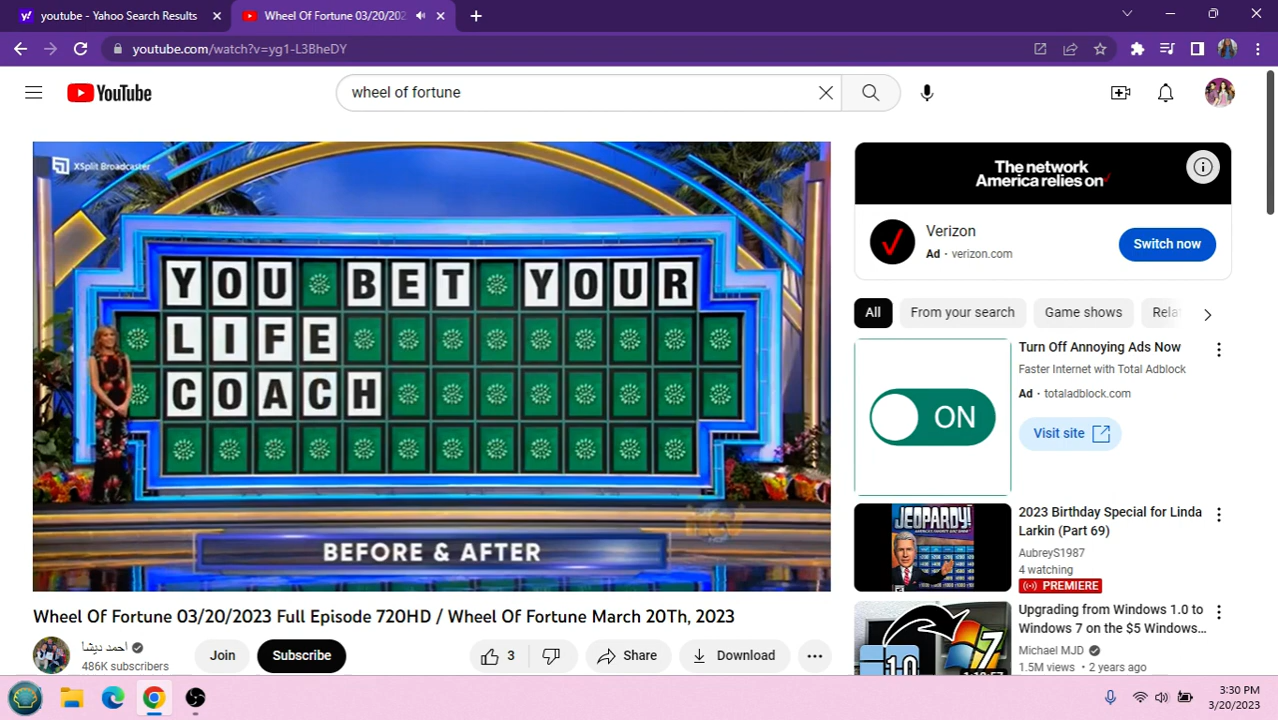 youtube - Yahoo Search Results
Wheel Of Fortune 03/20/202
youtube.com/watch?v=yg1-L3BheDY
YouTube
wheel of fortune
XSplit Broadcaster
YOU BET YOUR
LIFE
COACH
BEFORE & AFTER
The network
America relies on
Verizon
Ad · verizon.com
Switch now
All
From your search
Game shows
Rela
Turn Off Annoying Ads Now
Faster Internet with Total Adblock
Ad · totaladblock.com
Visit site
ON
JEOPARDY!
2023 Birthday Special for Linda
Larkin (Part 69)
AubreyS1987
4 watching
PREMIERE
Upgrading from Windows 1.0 to
Windows 7 on the $5 Windows...
Michael MJD
1.5M views · 2 years ago
1.0
7
Wheel Of Fortune 03/20/2023 Full Episode 720HD / Wheel Of Fortune March 20Th, 2023
486K subscribers
Join
Subscribe
3
Share
Download
3:30 PM
3/20/2023